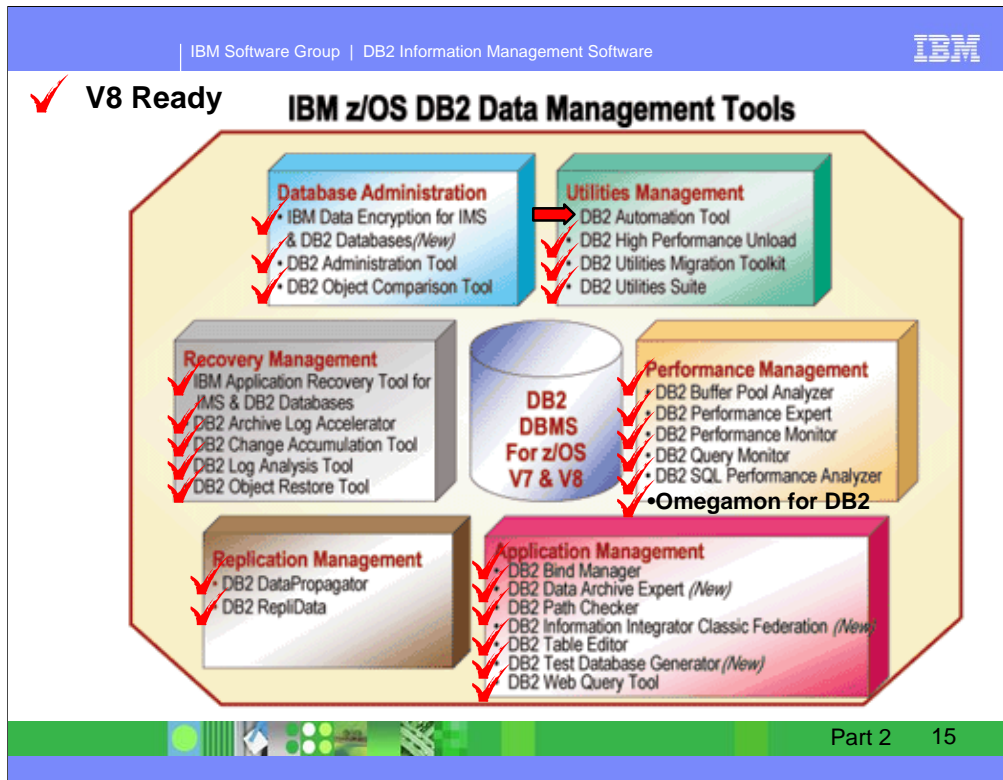 IBM Software Group | DB2 Information Management Software
IBM
V8 Ready
IBM z/OS DB2 Data Management Tools
Database Administration
• IBM Data Encryption for IMS
& DB2 Databases(New)
• DB2 Administration Tool
• DB2 Object Comparison Tool
Utilities Management
• DB2 Automation Tool
• DB2 High Performance Unload
• DB2 Utilities Migration Toolkit
• DB2 Utilities Suite
Recovery Management
IBM Application Recovery Tool for
IMS & DB2 Databases
DB2 Archive Log Accelerator
DB2 Change Accumulation Tool
DB2 Log Analysis Tool
DB2 Object Restore Tool
DB2
DBMS
For z/OS
V7 & V8
Performance Management
• DB2 Buffer Pool Analyzer
• DB2 Performance Expert
• DB2 Performance Monitor
• DB2 Query Monitor
• DB2 SQL Performance Analyzer
•Omegamon for DB2
Replication Management
• DB2 DataPropagator
• DB2 RepliData
Application Management
• DB2 Bind Manager
• DB2 Data Archive Expert (New)
• DB2 Path Checker
• DB2 Information Integrator Classic Federation (New)
• DB2 Table Editor
• DB2 Test Database Generator(New)
• DB2 Web Query Tool
Part 2 15